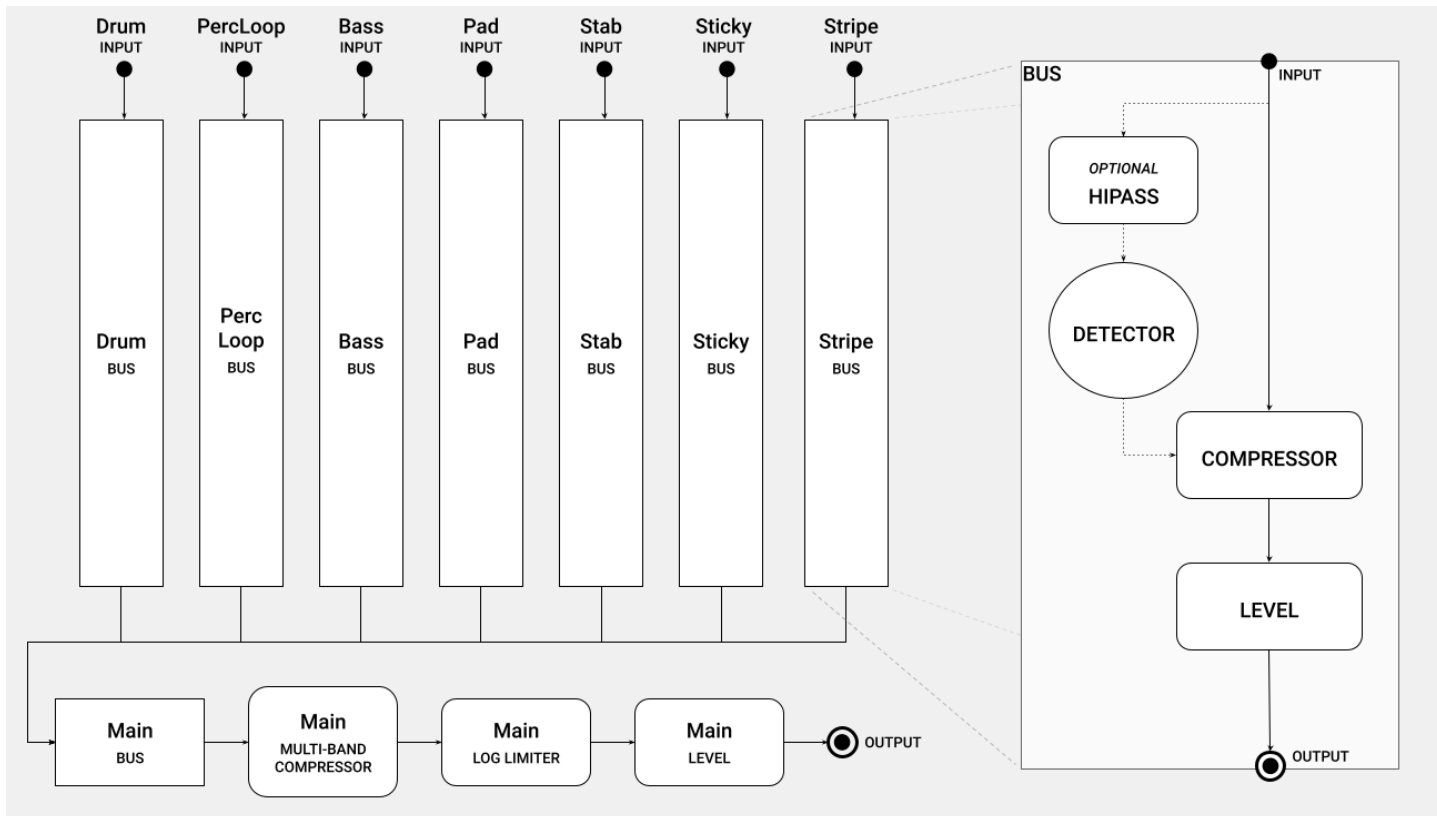 Drum
INPUT
PercLoop
INPUT
Bass
INPUT
Pad
INPUT
Stab
INPUT
Sticky
INPUT
Stripe
INPUT
Drum
BUS
Perc
Loop
BUS
Bass
BUS
Pad
BUS
Stab
BUS
Sticky
BUS
Stripe
BUS
Main
BUS
Main
MULTI-BAND
COMPRESSOR
Main
LOG LIMITER
Main
LEVEL
OUTPUT
BUS
INPUT
OPTIONAL
HIPASS
DETECTOR
COMPRESSOR
LEVEL
OUTPUT